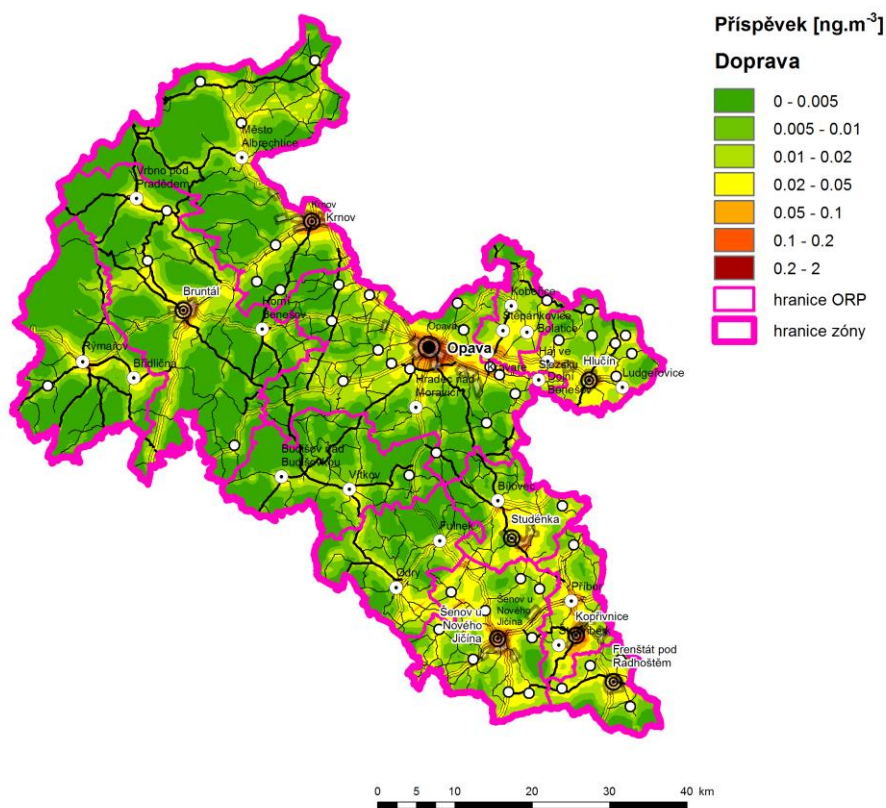 Příspěvek [ng.m-3]
Doprava
0 - 0.005
0.005 - 0.01
0.01 - 0.02
0.02 - 0.05
0.05 - 0.1
0.1 - 0.2
0.2 - 2
hranice ORP
hranice zóny
Město
Albrechtice
Vrbno pod
Pradědem
Krnov
Krnov
Bruntál
Horní
Benešov
Rýmařov
Břidličná
Kobeřice
Štěpánkovice
Bolatice
Opava
Opava
Kravaře
Háj ve
Slezsku
Dolní
Benešov
Hlučín
Ludgeřovice
Hradec nad
Moravicí
Budišov nad
Budišovkou
Vítkov
Bílovec
Studénka
Fulnek
Odry
Šenov u
Nového
Jičína
Šenov u
Nového
Jičína
Příbor
Kopřivnice
Frenštát pod
Radhoštěm
0 5 10 20 30 40 km